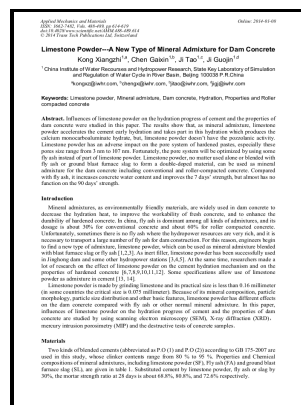 Applied Mechanics and Materials
ISSN: 1662-7482, Vols. 488-489, pp 614-619
© 2014 Trans Tech Publications, Switzerland
Online: 2014-01-08
Limestone Powder---A New Type of Mineral Admixture for Dam Concrete
Kong Xiangzhi, Chen Gaixin, Ji Tao, Ji Guojin
China Institute of Water Resources and Hydropower Research, State Key Laboratory of Simulation
and Regulation of Water Cycle in River Basin, Beijing 100038 P.R.China
Keywords: Limestone powder, Mineral admixture, Dam concrete, Hydration, Properties and Roller
compacted concrete
Abstract. Influences of limestone powder on the hydration progress of cement and the properties of
dam concrete were studied in this paper. The results show that, as mineral admixture, limestone
powder accelerates the cement early hydration and takes part in this hydration which produces the
calcium monocarboaluminate hydrate, but, limestone powder doesn't have the pozzolanic activity.
Limestone powder has an adverse impact on the pore system of hardened pastes, especially these
pores size range from 3 nm to 107 nm. Fortunately, the pore system will be optimized by using some
fly ash instead of part of limestone powder. Limestone powder, no matter used alone or blended with
fly ash or ground blast furnace slag to form a double-doped material, can be used as mineral
admixture for the dam concrete including conventional and roller-compacted concrete. Compared
with fly ash, it increases concrete water content and improves the 7 days' strength, but almost has no
function on the 90 days' strength.
Introduction
Mineral admixtures, as environmentally friendly materials, are widely used in dam concrete to
decrease the hydration heat, to improve the workability of fresh concrete, and to enhance the
durability of hardened concrete. In china, fly ash is dominant among all kinds of admixtures, and its
dosage is about 30% for conventional concrete and about 60% for roller compacted concrete.
Unfortunately, sometimes there is no fly ash where the hydropower resources are very rich, and it is
necessary to transport a large number of fly ash for dam construction. For this reason, engineers begin
to find a new type of admixture, limestone powder, which can be used as mineral admixture blended
with blast furnace slag or fly ash [1,2,3]. As inert filler, limestone powder has been successfully used
in Jinghong dam and some other hydropower stations [3,4,5]. At the same time, researchers made a
lot of research on the effect of limestone powder on the cement hydration mechanism and on the
properties of hardened concrete [6,7,8,9,10,11,12]. Some specifications allow use of limestone
powder as admixture in cement [13, 14].
Limestone powder is made by grinding limestone and its practical size is less than 0.16 millimeter
(in some countries the critical size is 0.075 millimeter). Because of its mineral composition, particle
morphology, particle size distribution and other basic features, limestone powder has different effects
on the dam concrete compared with fly ash or other normal mineral admixture. In this paper,
influences of limestone powder on the hydration progress of cement and the properties of dam
concrete are studied by using scanning electron microscopy (SEM), X-ray diffraction (XRD),
mercury intrusion porosimetry (MIP) and the destructive tests of concrete samples.
Materials
Two kinds of blended cements (abbreviated as P.O (1) and P.O (2)) according to GB 175-2007 are
used in this study, whose clinker contents range from 80 % to 95 %. Properties and Chemical
compositions of mineral admixtures, including limestone powder (SF), Fly ash (FA) and ground blast
furnace slag (SL), are given in table 1. Substituted cement by limestone powder, fly ash or slag by
30%, the mortar strength ratio at 28 days is about 60.8%, 80.8%, and 72.6% respectively.